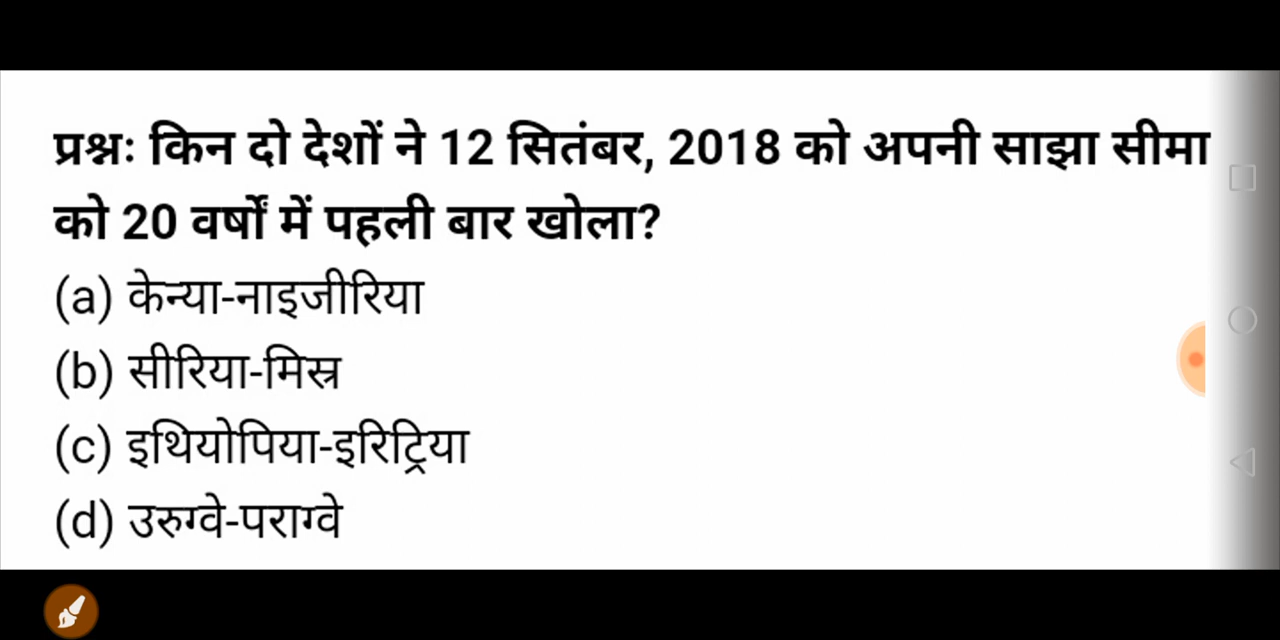 प्रश्नः किन दो देशों ने 12 सितंबर, 2018 को अपनी साझा सीमा
को 20 वर्षों में पहली बार खोला?
(a) केन्या-नाइजीरिया
(b) सीरिया-मिस्र
(c) इथियोपिया-इरिट्रिया
(d) उरुग्वे-पराग्वे